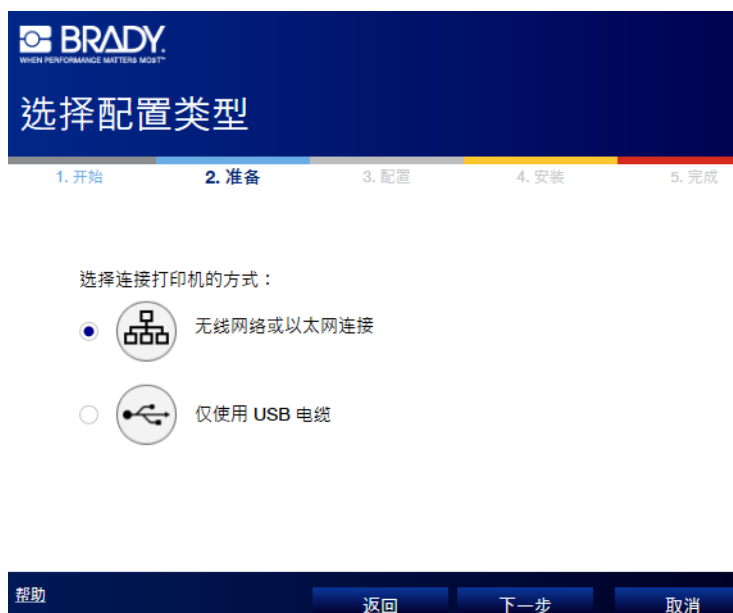 BRADY.
WHEN PERFORMANCE MATTERS MOST™
选择配置类型
1. 开始
2. 准备
3. 配置
4. 安装
5. 完成
选择连接打印机的方式：
无线网络或以太网连接
仅使用 USB 电缆
帮助
返回
下一步
取消